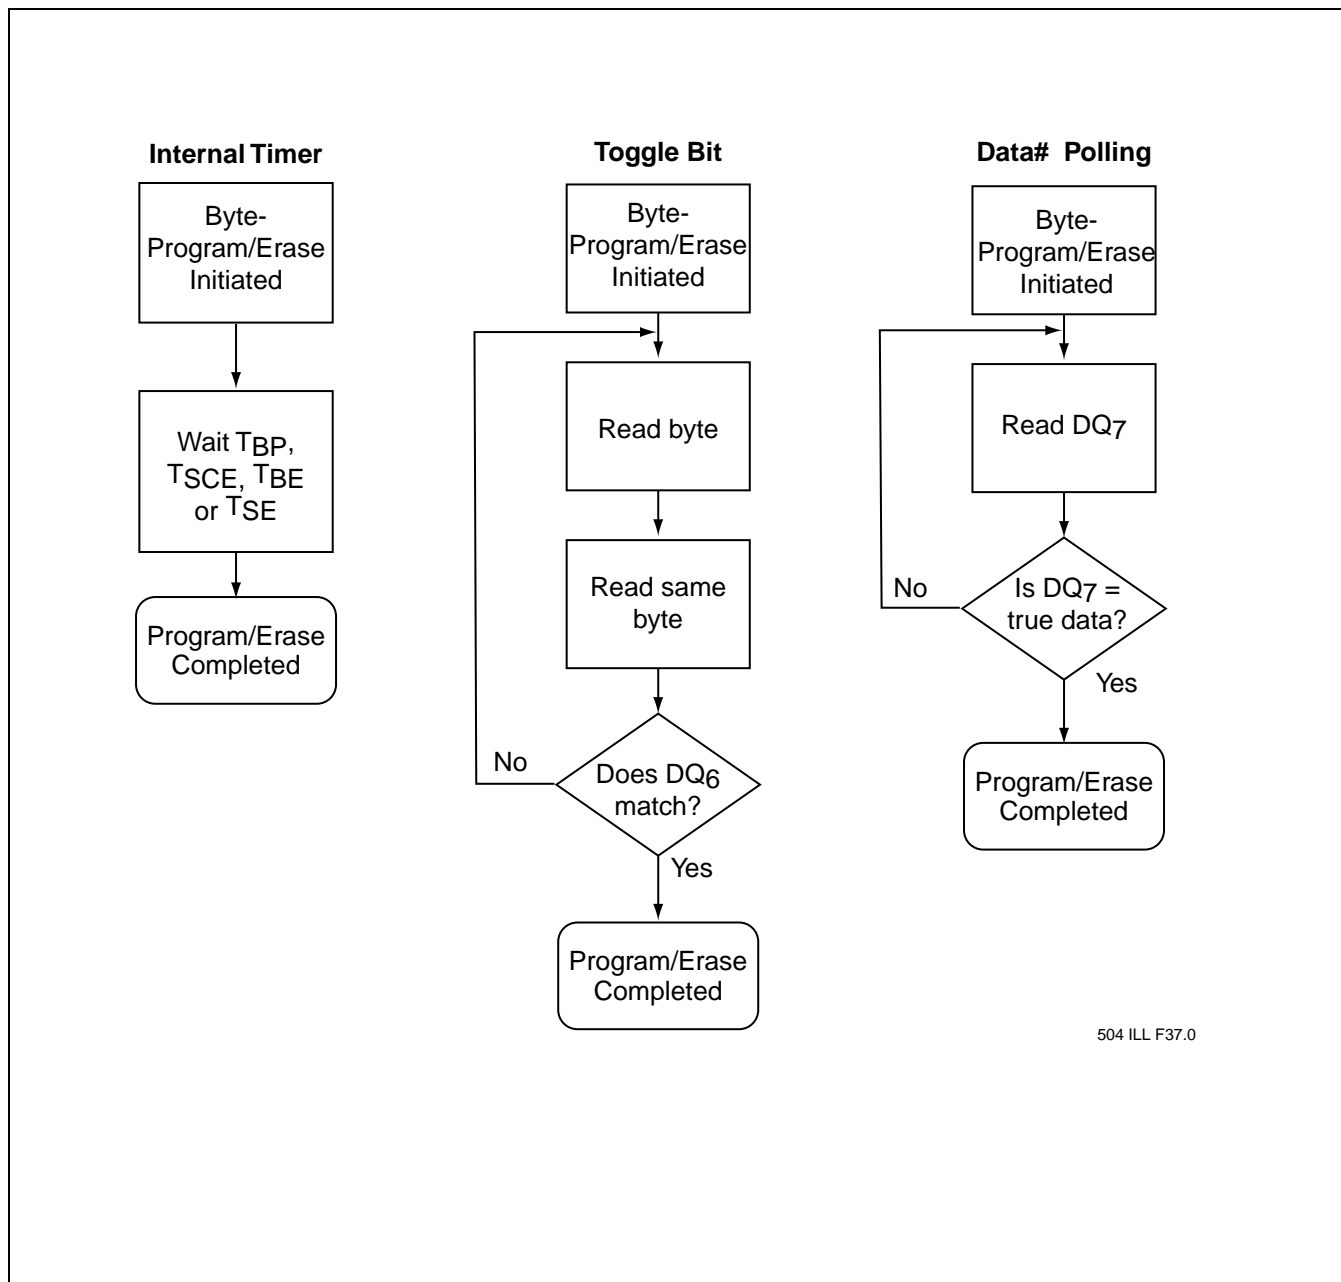 Internal Timer
Byte-
Program/Erase
Initiated
Wait TBP,
TSCE, TBE
or TSE
Program/Erase
Completed
Toggle Bit
Byte-
Program/Erase
Initiated
Read byte
Read same
byte
No
Does DQ6
match?
Yes
Program/Erase
Completed
Data# Polling
Byte-
Program/Erase
Initiated
Read DQ7
No
Is DQ7 =
true data?
Yes
Program/Erase
Completed
504 ILL F37.0